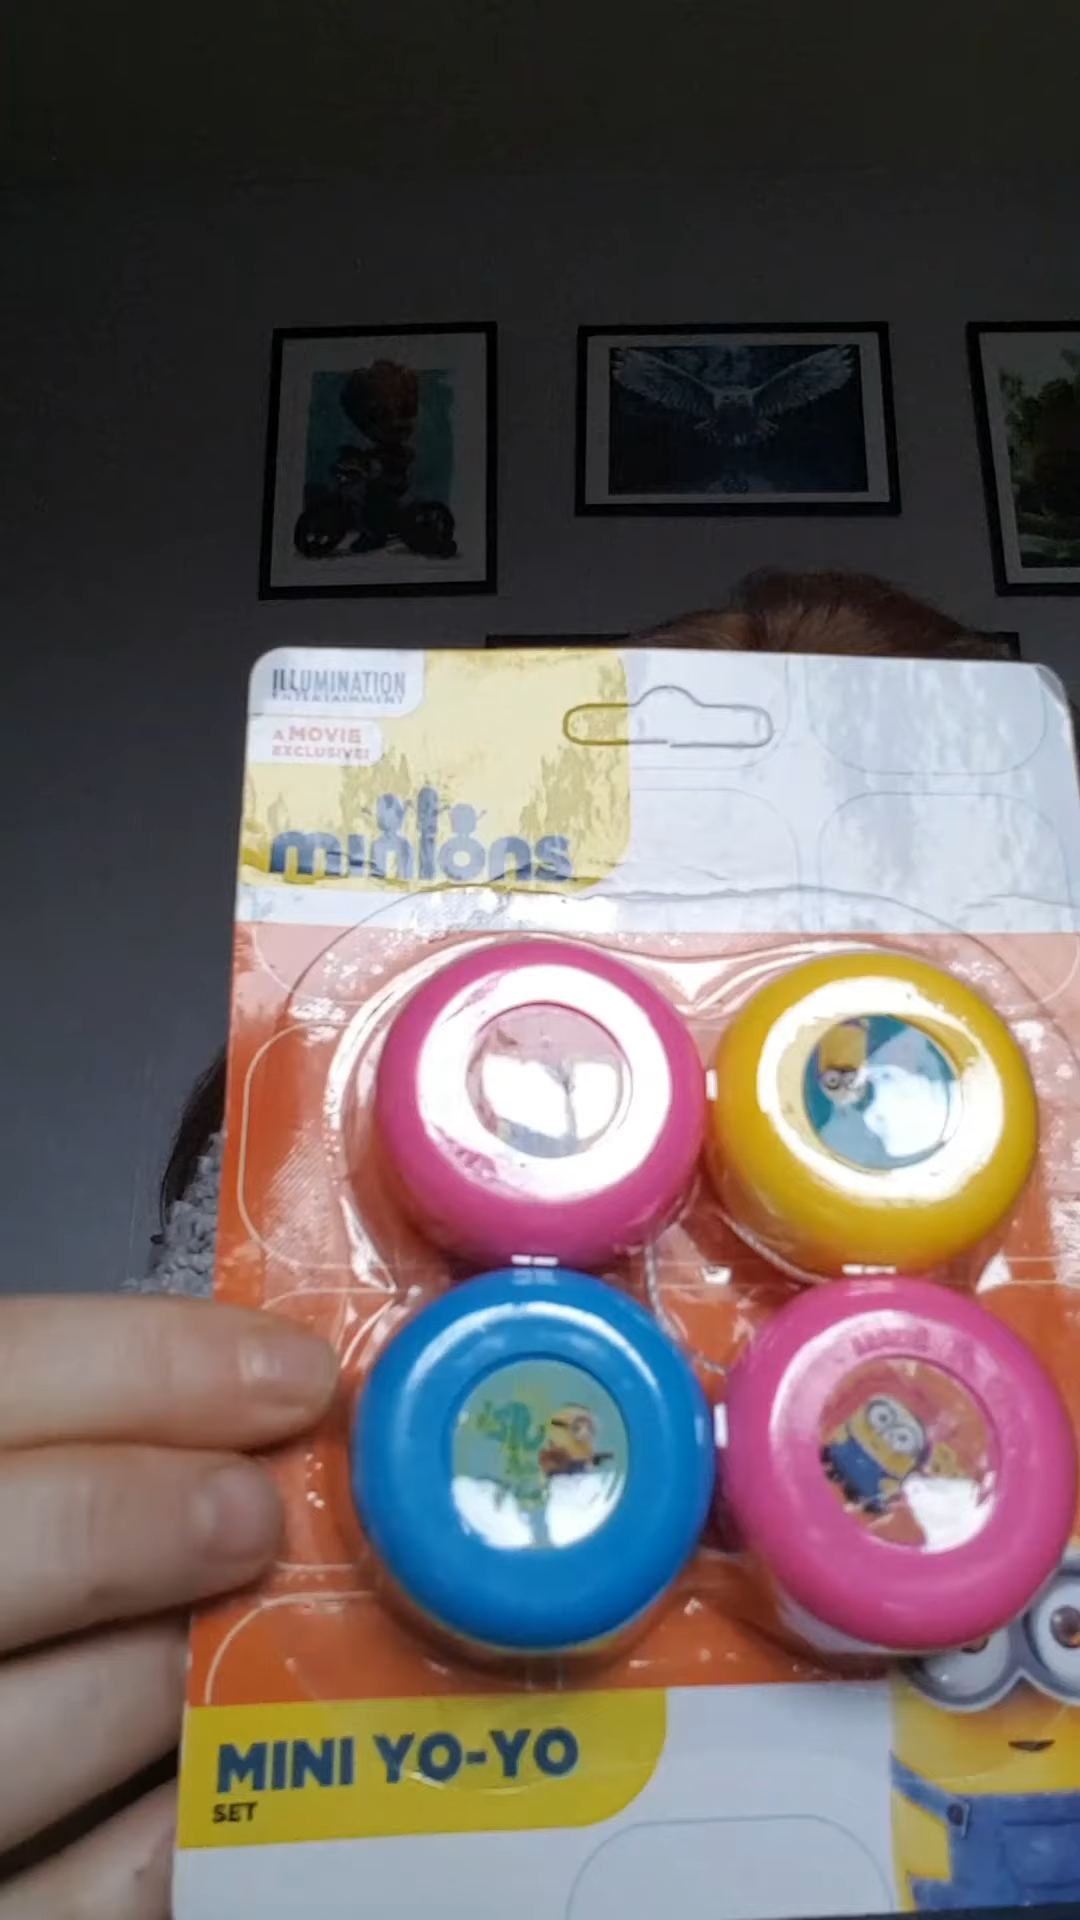 ILLUMINATION
ENTERTAINMENT
A MOVIE
EXCLUSIVE!
minions
MINI YO-YO
SET